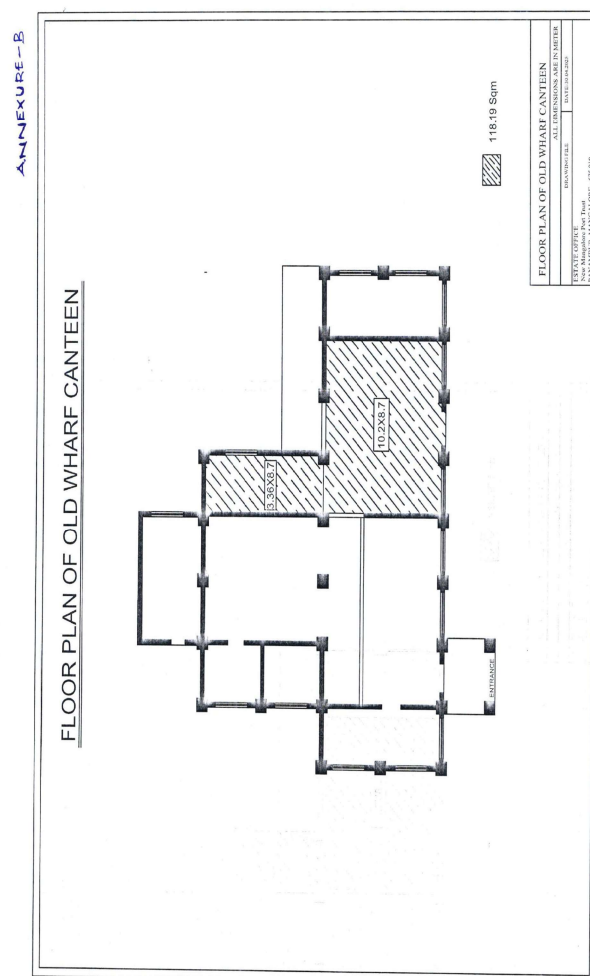 ANNEXURE-B
FLOOR PLAN OF OLD WHARF CANTEEN
3.36X8.7
10.2X8.7
ENTRANCE
118.19 Sqm
FLOOR PLAN OF OLD WHARF CANTEEN
ALL DIMENSIONS ARE IN METER
DRAWING FILE
ESTATE OFFICE
New Mangalore Port Trust